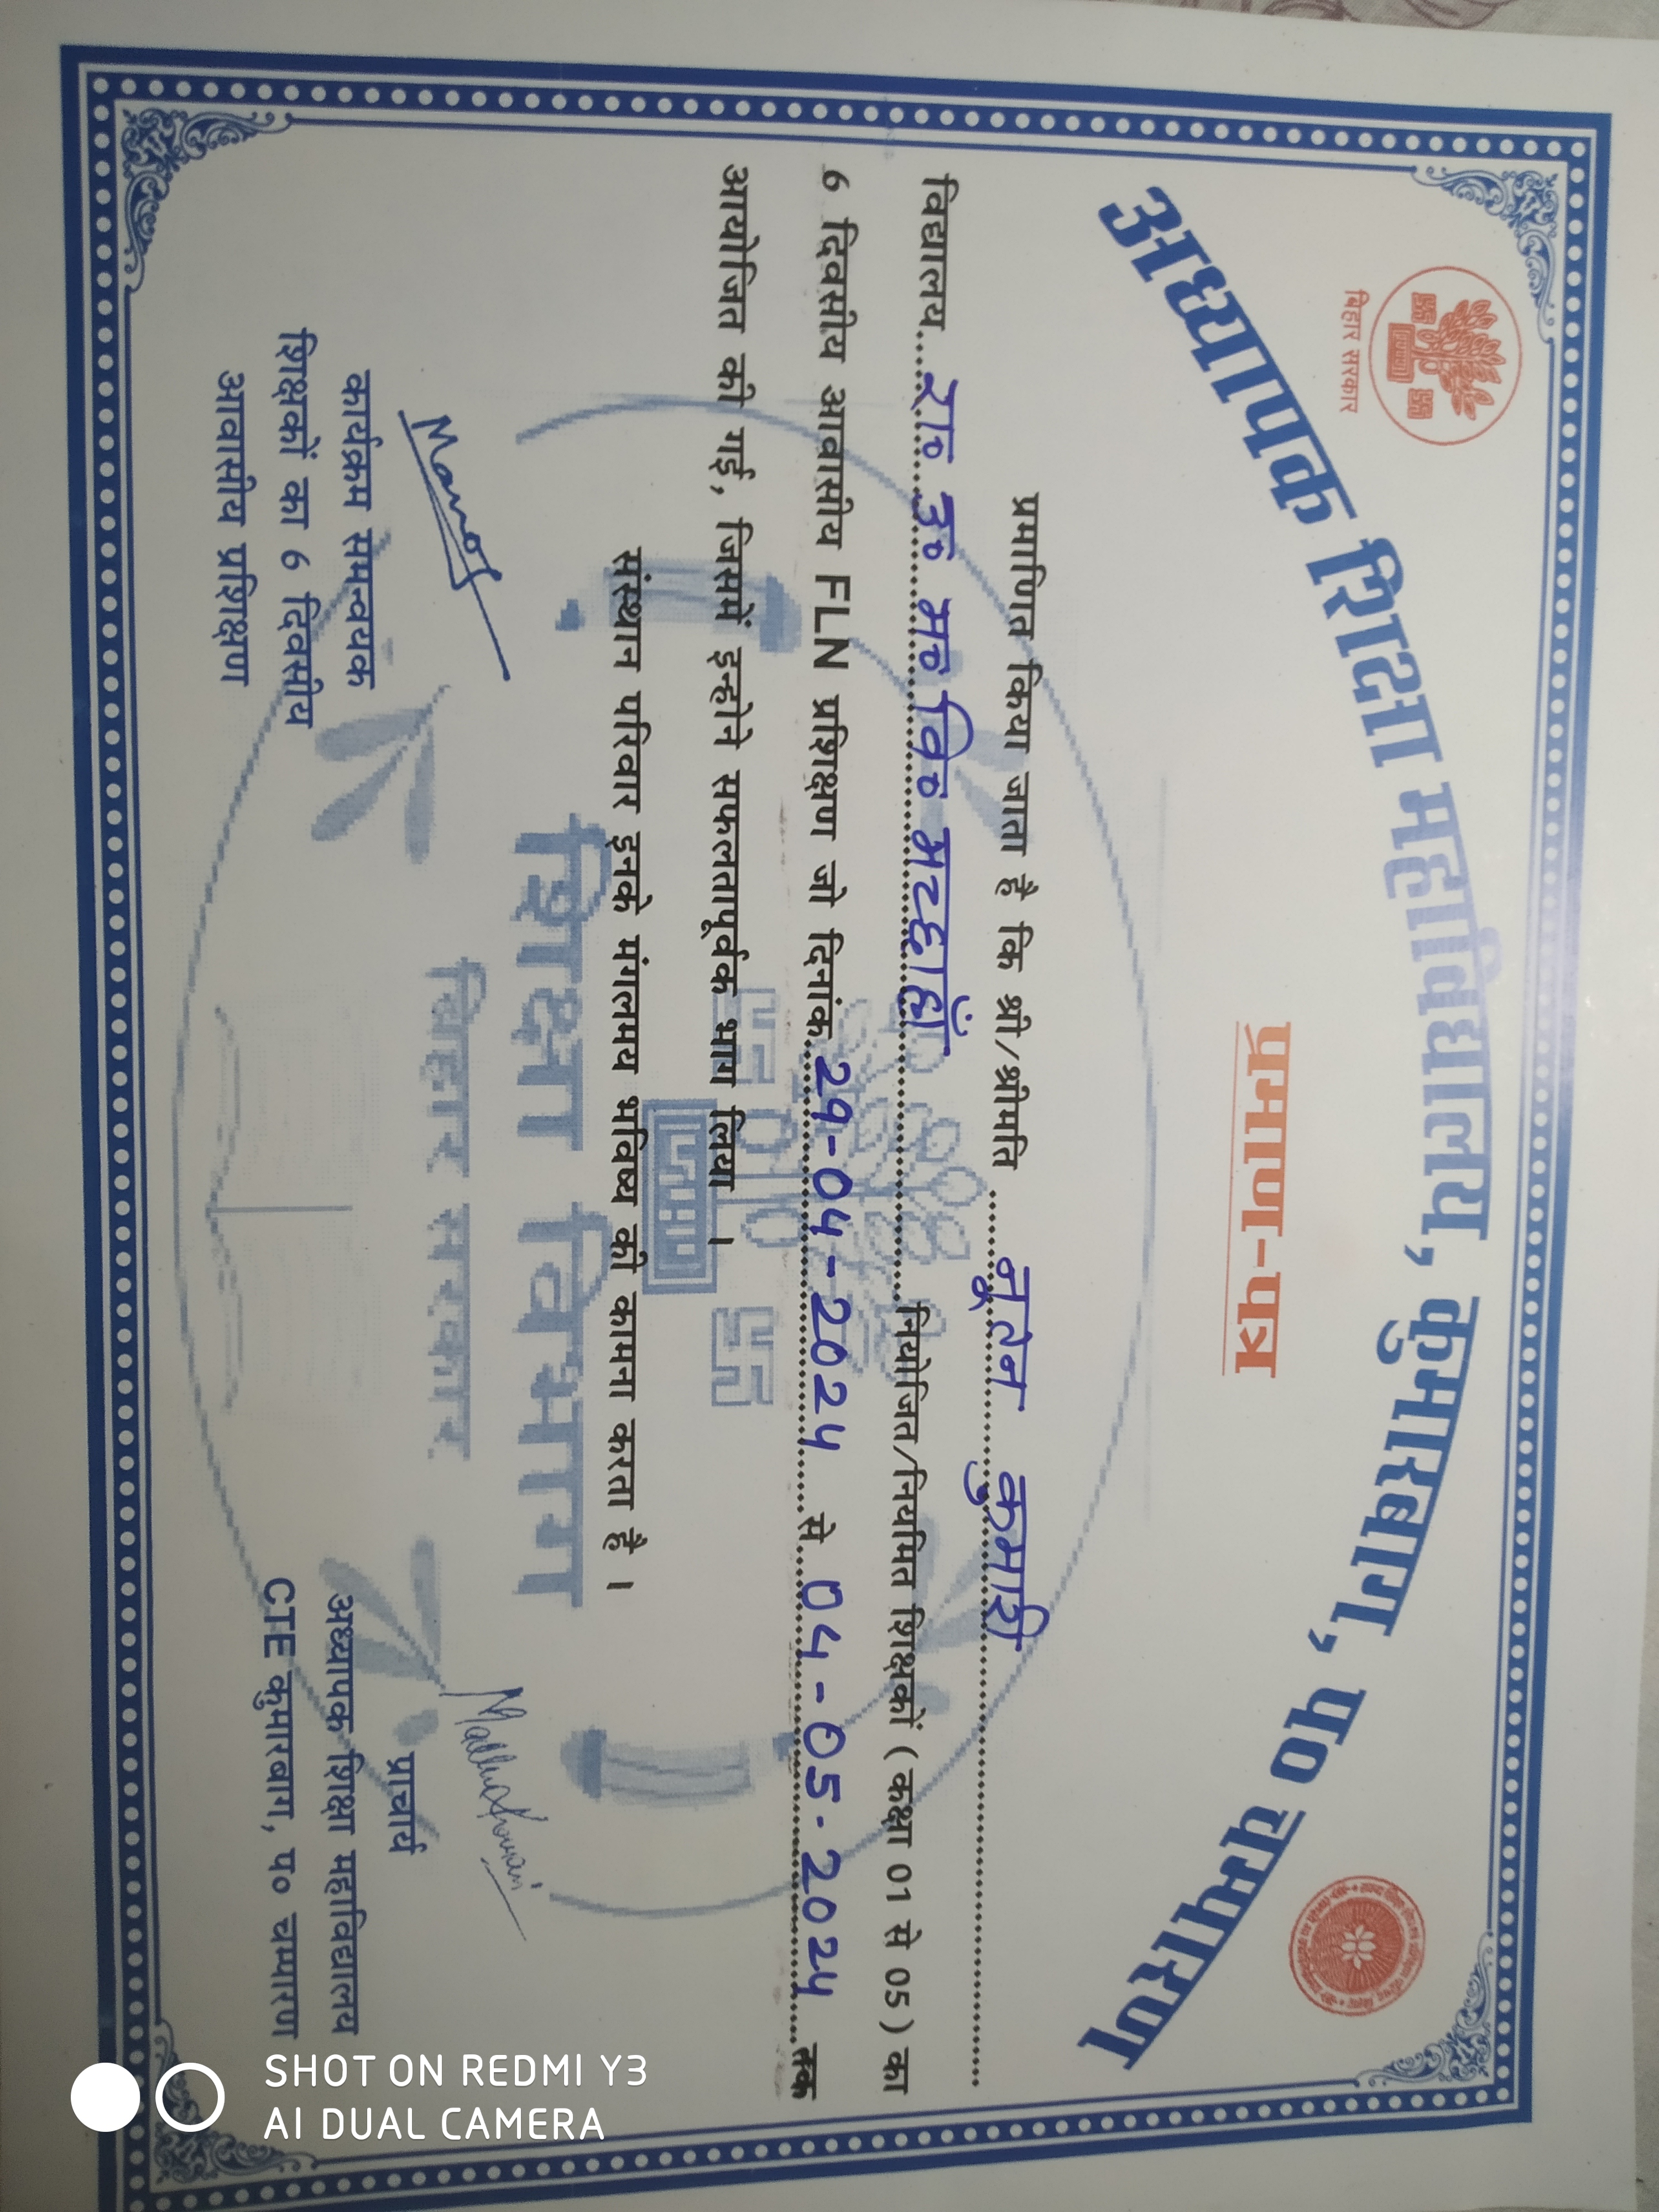 अध्यापक शिक्षा महाविद्यालय, कुमारबाग, प० चम्पारण
बिहार सरकार
प्रमाण-पत्र
प्रमाणित किया जाता है कि श्री/श्रीमति ........नूतन कुमारी........
विद्यालय....रा० उ० म० वि०........नियोजित/नियमित शिक्षकों (कक्षा 01 से 05) का
6 दिवसीय आवासीय FLN प्रशिक्षण जो दिनांक..29-04-2024....से....04-05-2024....तक
आयोजित की गई, जिसमें इन्होने सफलतापूर्वक भाग लिया ।
संस्थान परिवार इनके मंगलमय भविष्य की कामना करता है ।
शिक्षा विभाग
बिहार सरकार
Manoj
कार्यक्रम समन्वयक
शिक्षकों का 6 दिवसीय
आवासीय प्रशिक्षण
Madhu Kumari
प्राचार्य
अध्यापक शिक्षा महाविद्यालय
CTE कुमारबाग, प० चम्पारण
SHOT ON REDMI Y3
AI DUAL CAMERA